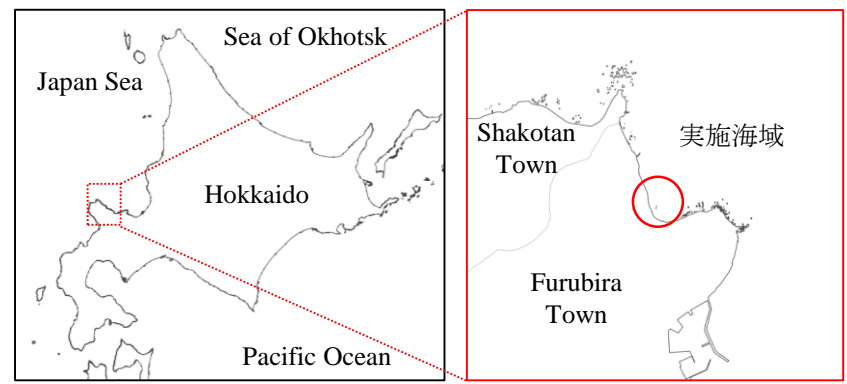 Sea of Okhotsk
Japan Sea
Hokkaido
Pacific Ocean
Shakotan
Town
実施海域
Furubira
Town